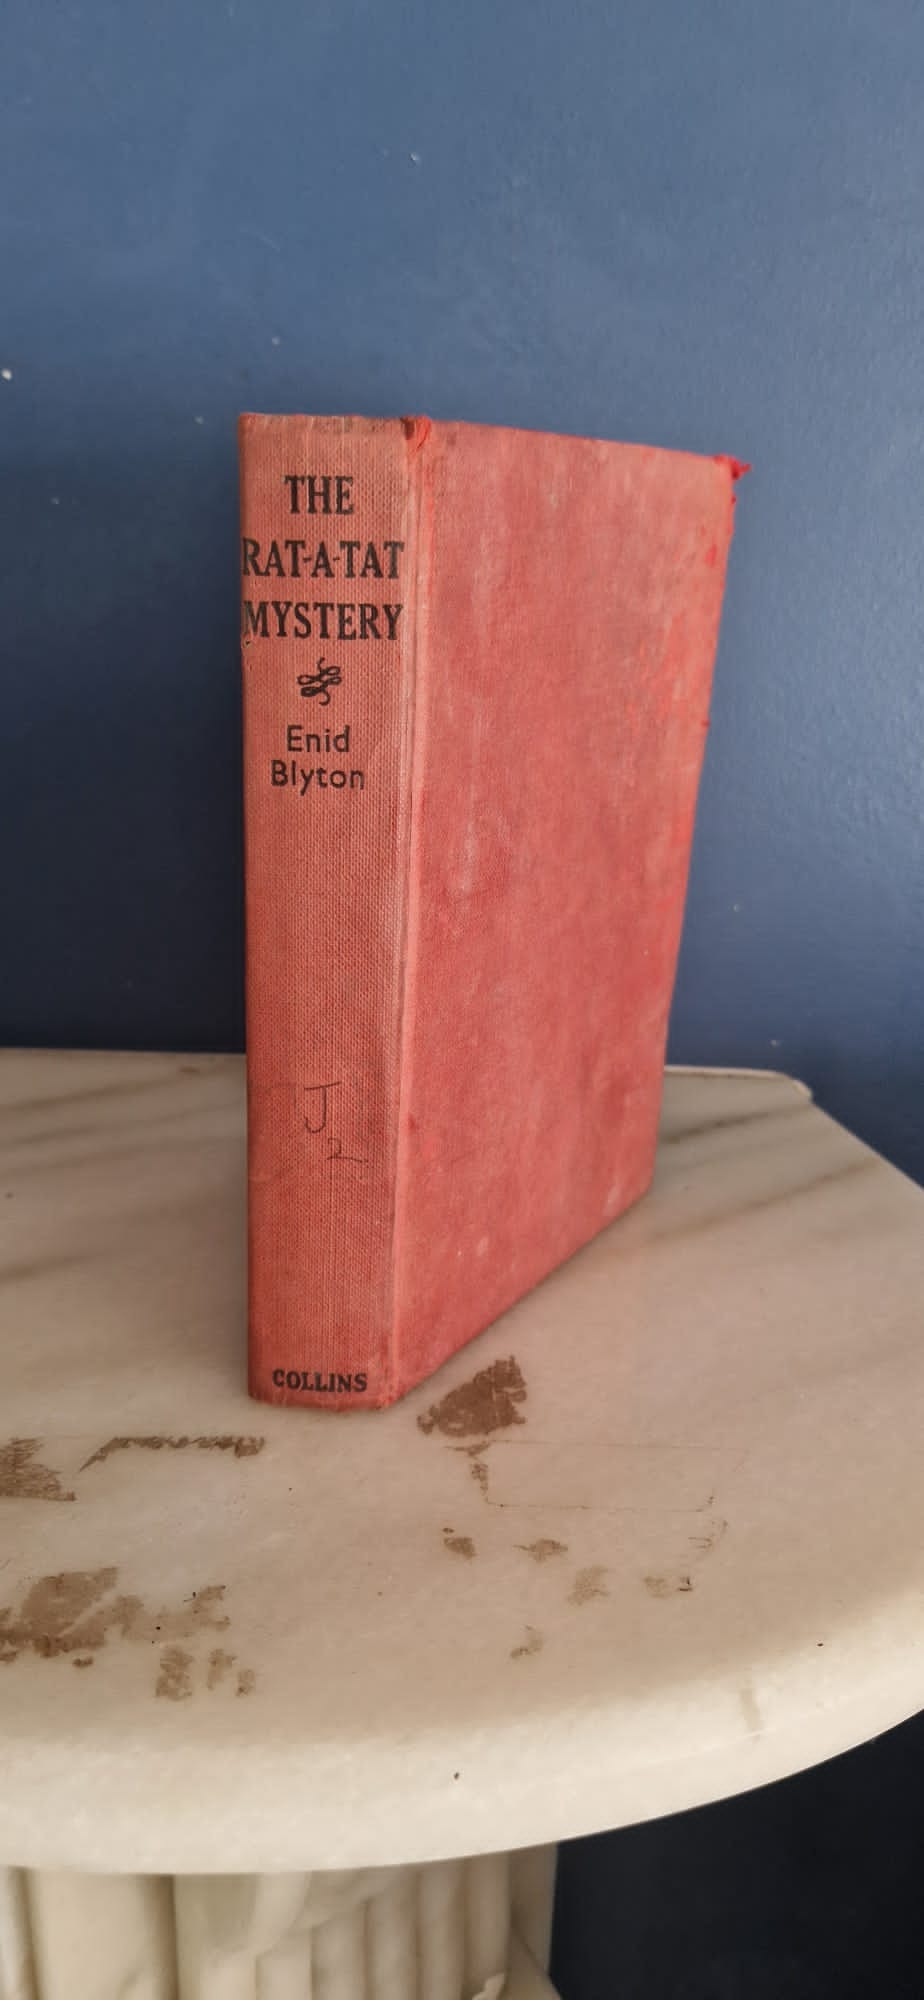 THE
RAT-A-TAT
MYSTERY
Enid
Blyton
J
2
COLLINS